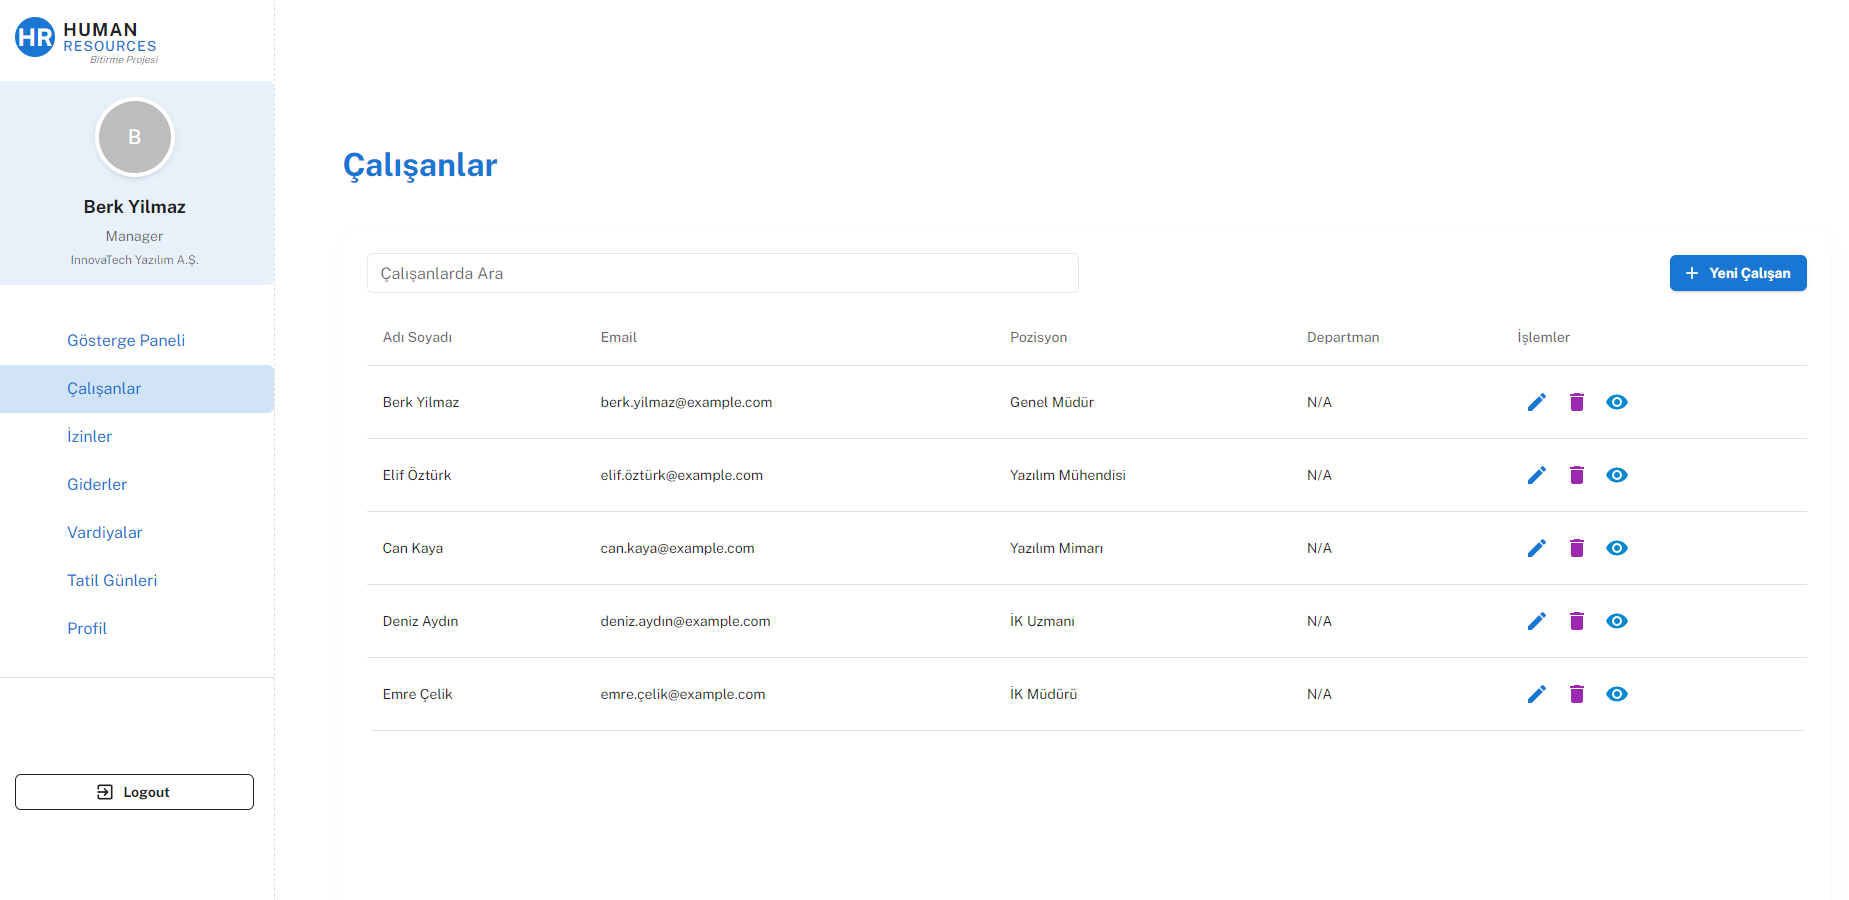 HR HUMAN
RESOURCES
Bitirme Projesi
B
Berk Yilmaz
Manager
InnovaTech Yazılım A.Ş.
Gösterge Paneli
Çalışanlar
İzinler
Giderler
Vardiyalar
Tatil Günleri
Profil
Logout
Çalışanlar
Çalışanlarda Ara
Yeni Çalışan
Adı Soyadı Email Pozisyon Departman İşlemler
Berk Yilmaz berk.yilmaz@example.com Genel Müdür N/A
Elif Öztürk elif.öztürk@example.com Yazılım Mühendisi N/A
Can Kaya can.kaya@example.com Yazılım Mimarı N/A
Deniz Aydın deniz.aydın@example.com İK Uzmanı N/A
Emre Çelik emre.çelik@example.com İK Müdürü N/A